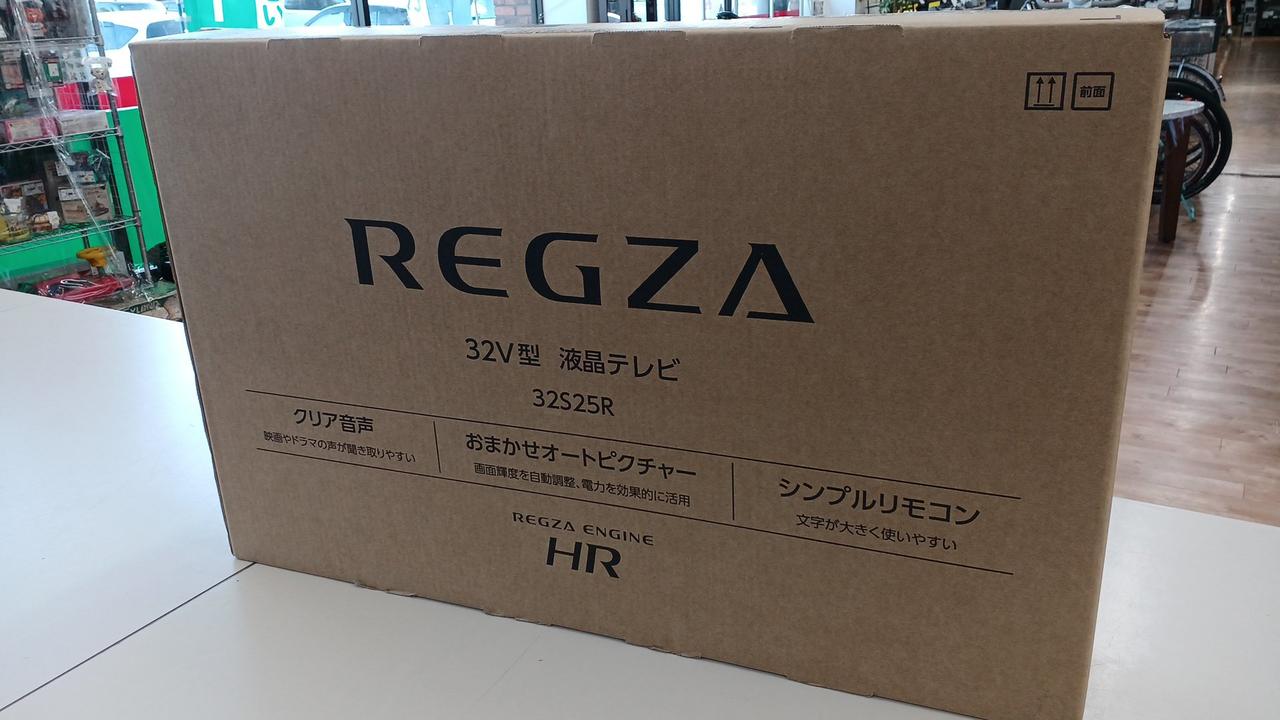 前面
REGZA
32V型 液晶テレビ
32S25R
クリア音声
映画やドラマの声が聞き取りやすい
おまかせオートピクチャー
画面輝度を自動調整、電力を効果的に活用
シンプルリモコン
文字が大きく使いやすい
REGZA ENGINE
HR